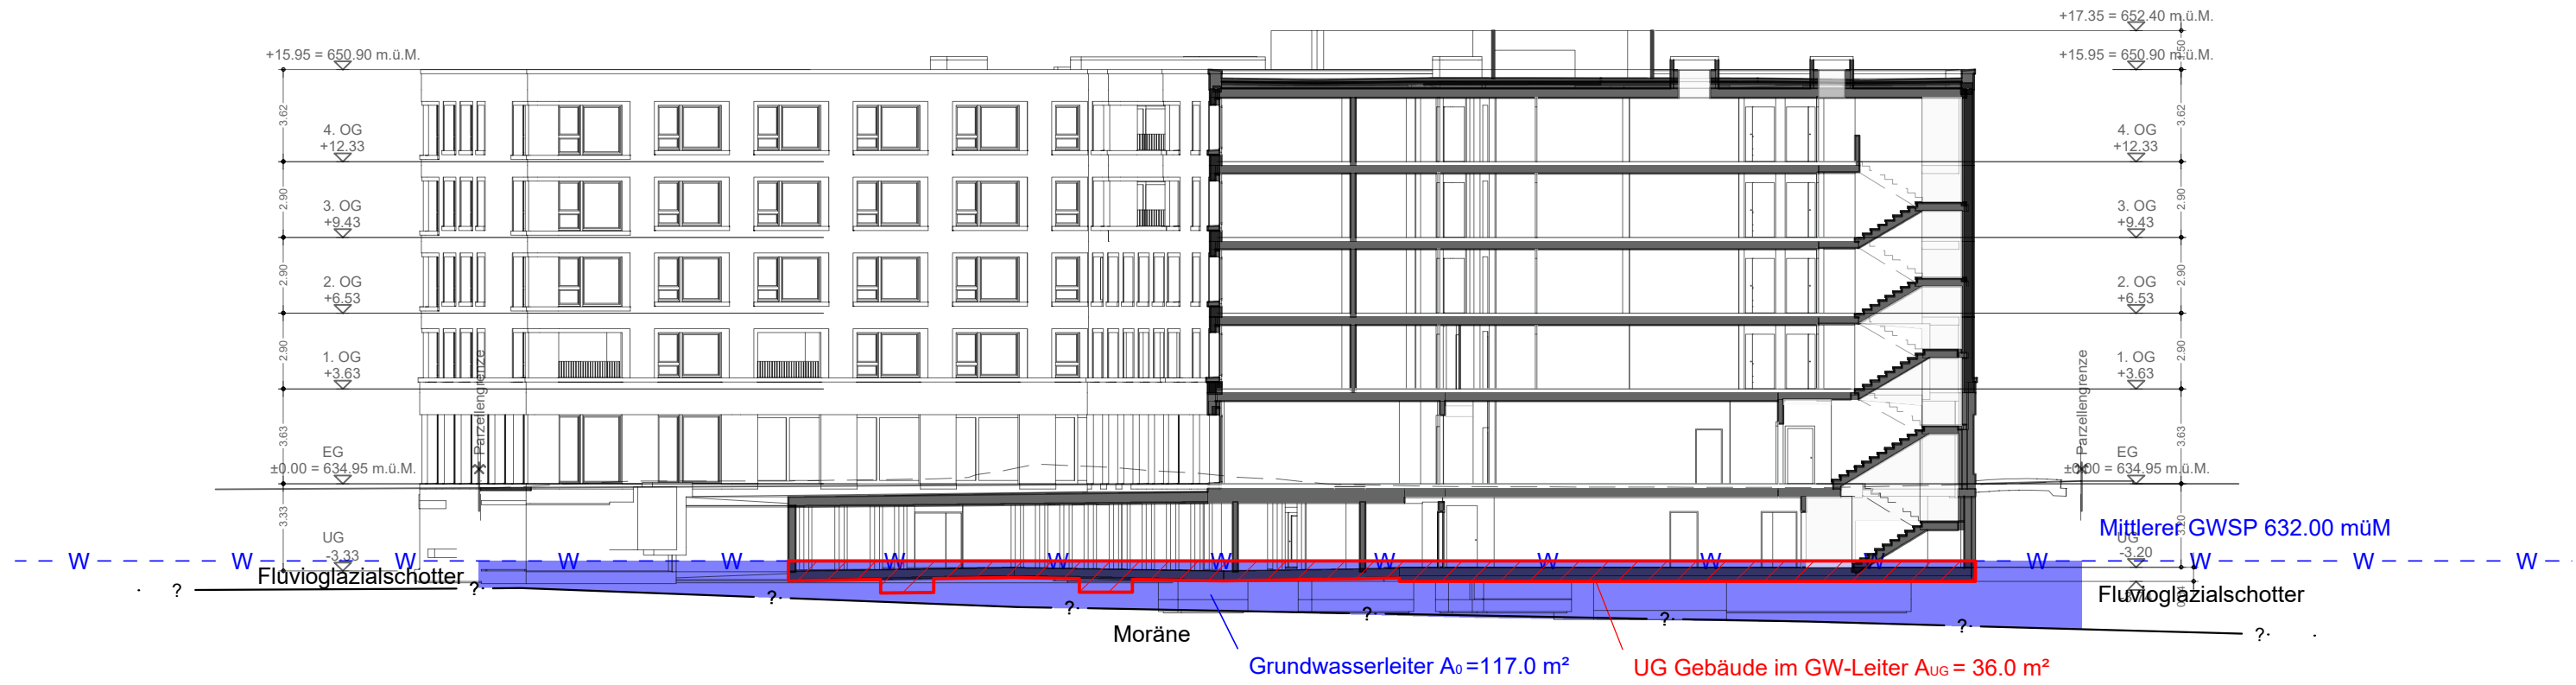 +17.35 = 652.40 m.ü.M.
+15.95 = 650.90 m.ü.M.
+15.95 = 650.90 m.ü.M.
3.62
3.62
4. OG
+12.33
4. OG
+12.33
2.90
2.90
3. OG
+9.43
3. OG
+9.43
2.90
2.90
2. OG
+6.53
2. OG
+6.53
2.90
2.90
1. OG
+3.63
1. OG
+3.63
Parzellengrenze
Parzellengrenze
3.63
3.63
EG
±0.00 = 634.95 m.ü.M.
EG
±0.00 = 634.95 m.ü.M.
3.33
3.20
Mittlerer GWSP 632.00 müM
UG
-3.33
UG
-3.20
W W W W W W W W W W W W W W W W
Fluvioglazialschotter
Fluvioglazialschotter
? ? ? ? ? ? ? ?
Moräne
Grundwasserleiter A₀ =117.0 m²
UG Gebäude im GW-Leiter AUG = 36.0 m²